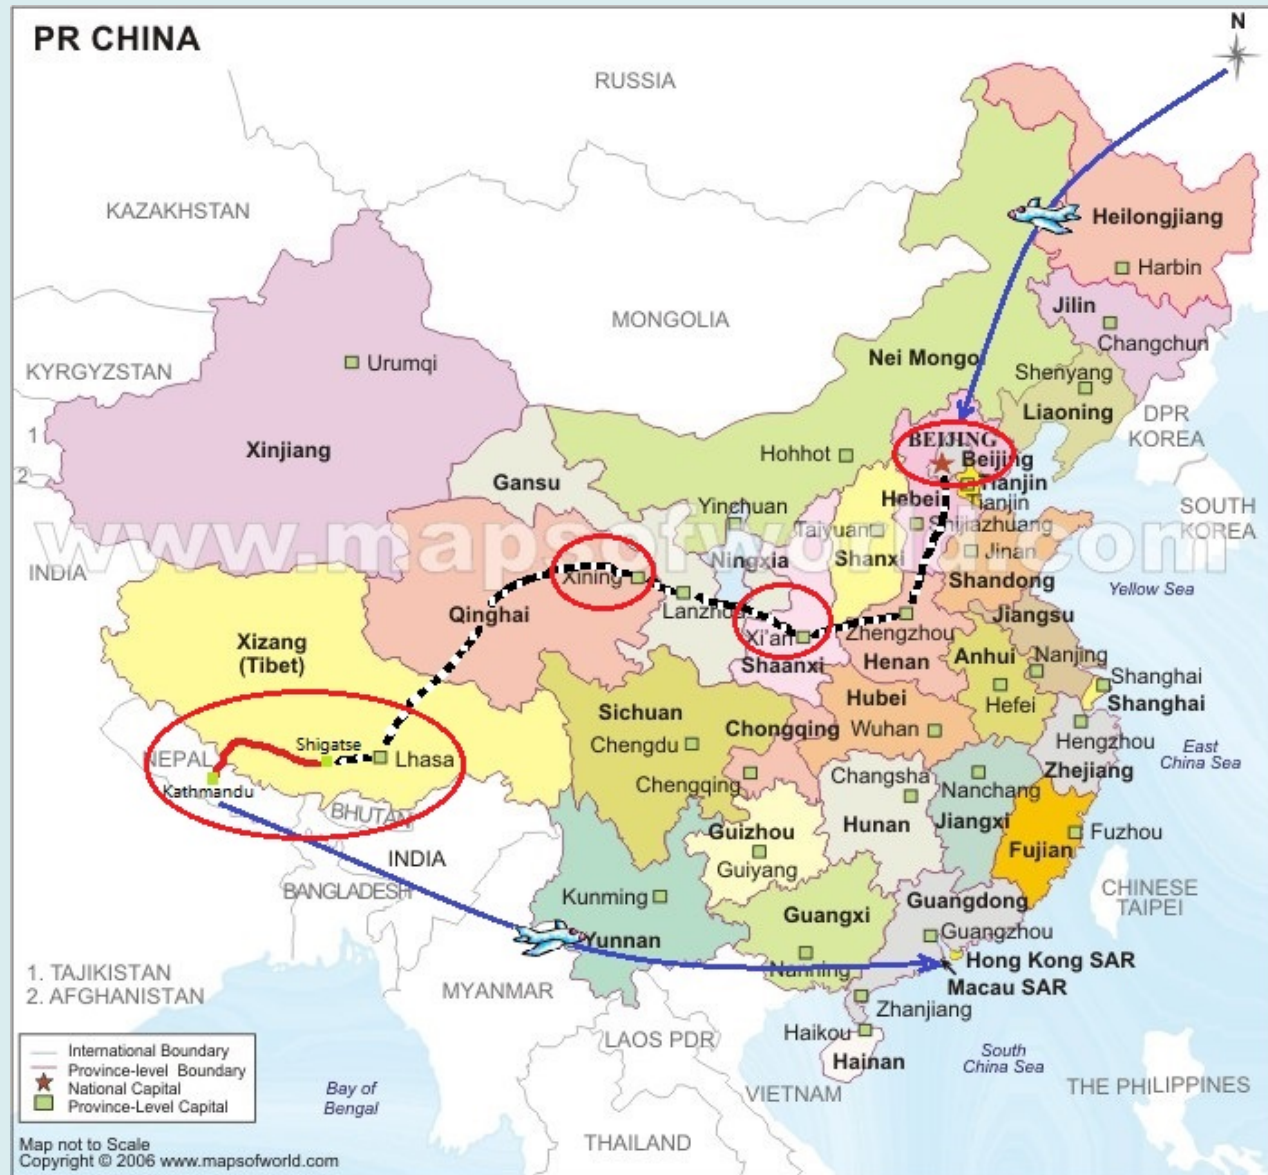 PR CHINA
N
RUSSIA
KAZAKHSTAN
Heilongjiang
Harbin
MONGOLIA
Jilin
Changchun
Urumqi
KYRGYZSTAN
Nei Mongol
Shenyang
Liaoning
DPR
KOREA
1
2
Xinjiang
Gansu
Hohhot
BEIJING
Beijing
Tianjin
Tianjin
Hebei
Yinchuan
Taiyuan
Shijiazhuang
SOUTH
KOREA
www.mapsofworld.com
Shanxi
Jinan
Ningxia
INDIA
Xining
Shandong
Yellow Sea
Qinghai
Lanzhou
Jiangsu
Xizang
(Tibet)
Xi'an
Zhengzhou
Shaanxi
Henan
Anhui
Nanjing
Shanghai
Shanghai
Hefei
Hubei
Sichuan
Chongqing
Wuhan
Chengdu
Hengzhou
East
China Sea
NEPAL
Shigatse
Lhasa
Kathmandu
Zhejiang
Chengqing
Changsha
Nanchang
BHUTAN
Hunan
Jiangxi
Guizhou
Guiyang
Fuzhou
Fujian
INDIA
BANGLADESH
CHINESE
TAIPEI
Kunming
Guangxi
Guangdong
Guangzhou
Yunnan
Nanning
Hong Kong SAR
Macau SAR
1. TAJIKISTAN
2. AFGHANISTAN
MYANMAR
Zhanjiang
LAOS PDR
Haikou
Hainan
South
China Sea
VIETNAM
THE PHILIPPINES
Bay of
Bengal
THAILAND
International Boundary
Province-level Boundary
National Capital
Province-Level Capital
Map not to Scale
Copyright © 2006 www.mapsofworld.com